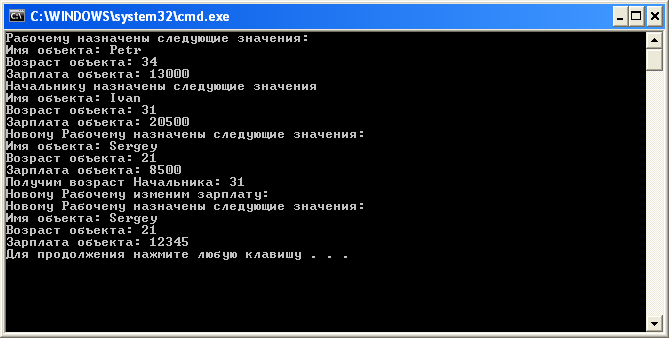 C:\WINDOWS\system32\cmd.exe
Рабочему назначены следующие значения:
Имя объекта: Petr
Возраст объекта: 34
Зарплата объекта: 13000
Начальнику назначены следующие значения
Имя объекта: Ivan
Возраст объекта: 31
Зарплата объекта: 20500
Новому Рабочему назначены следующие значения:
Имя объекта: Sergey
Возраст объекта: 21
Зарплата объекта: 8500
Получим возраст Начальника: 31
Новому Рабочему изменим зарплату:
Новому Рабочему назначены следующие значения:
Имя объекта: Sergey
Возраст объекта: 21
Зарплата объекта: 12345
Для продолжения нажмите любую клавишу . . .